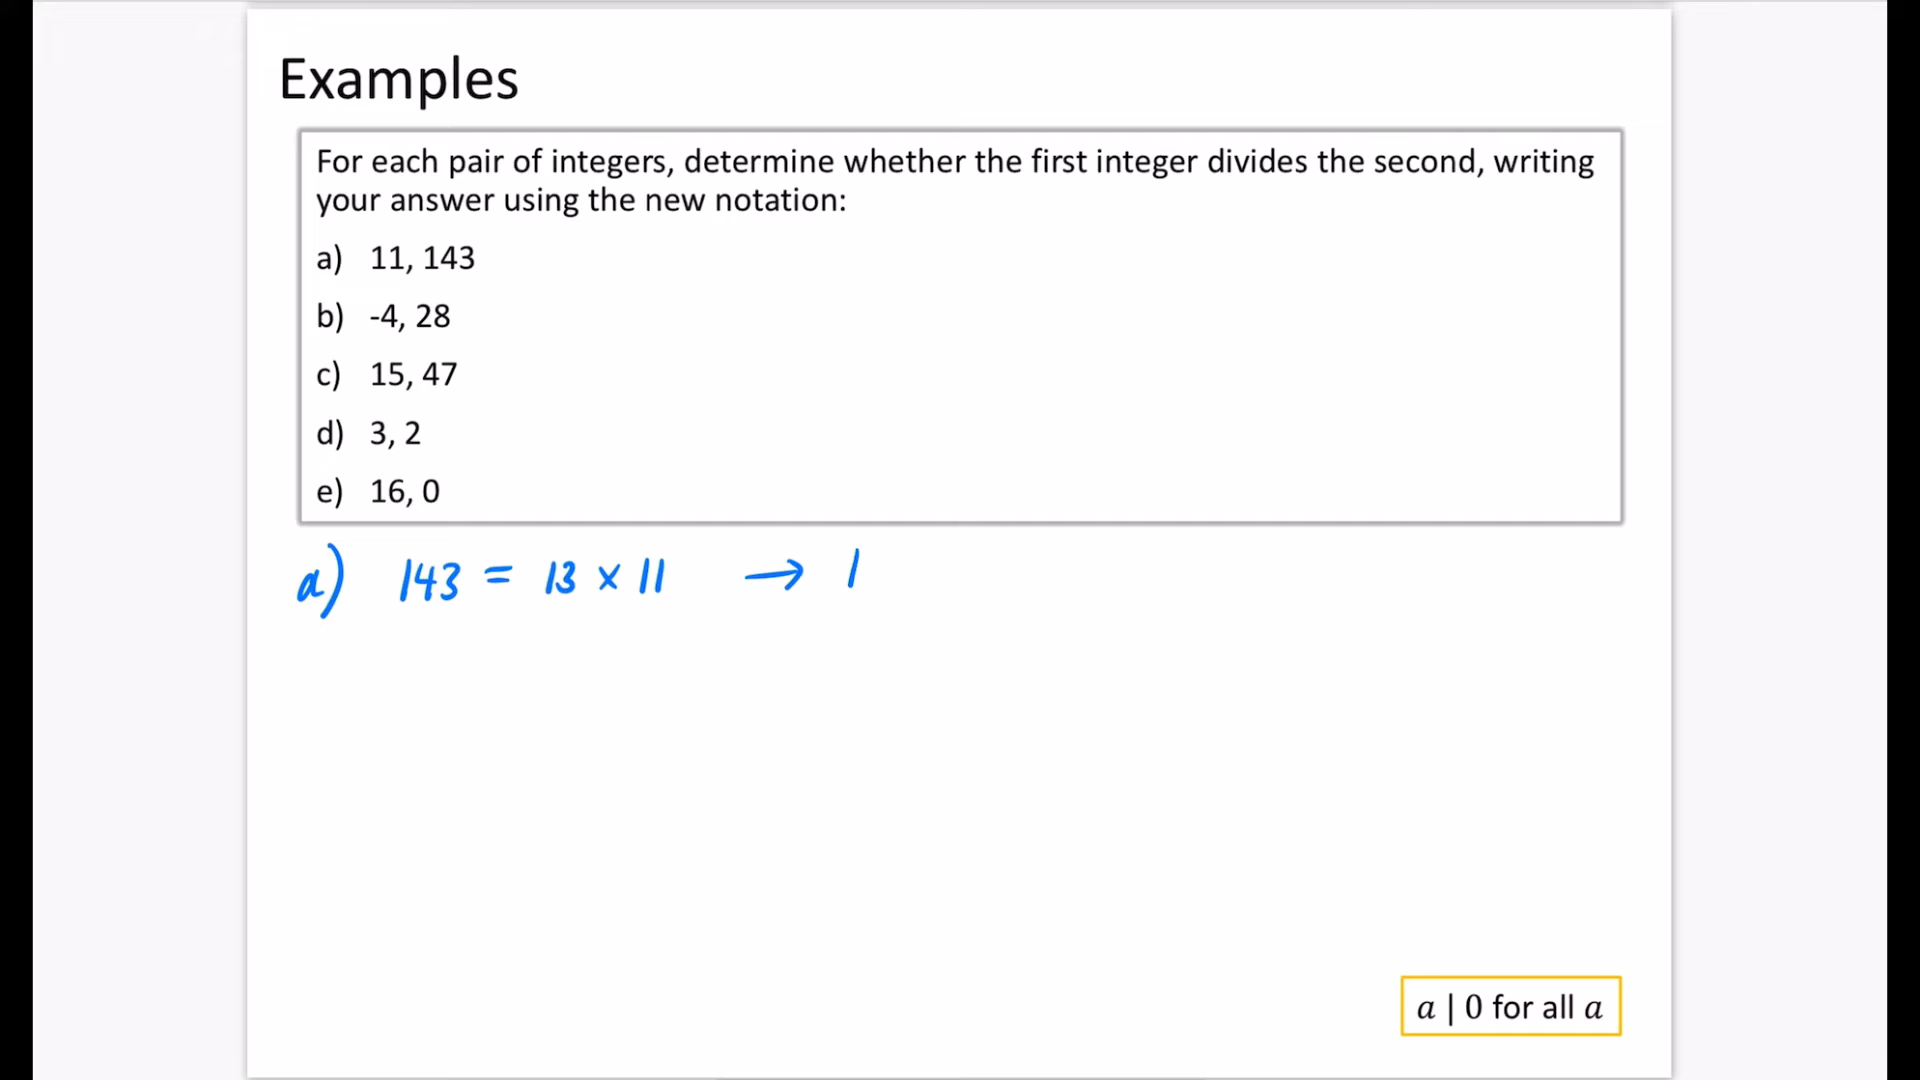 Examples
For each pair of integers, determine whether the first integer divides the second, writing
your answer using the new notation:
a) 11, 143
b) -4, 28
c) 15, 47
d) 3, 2
e) 16, 0
a) 143 = 13 × 11 → 1
a | 0 for all a